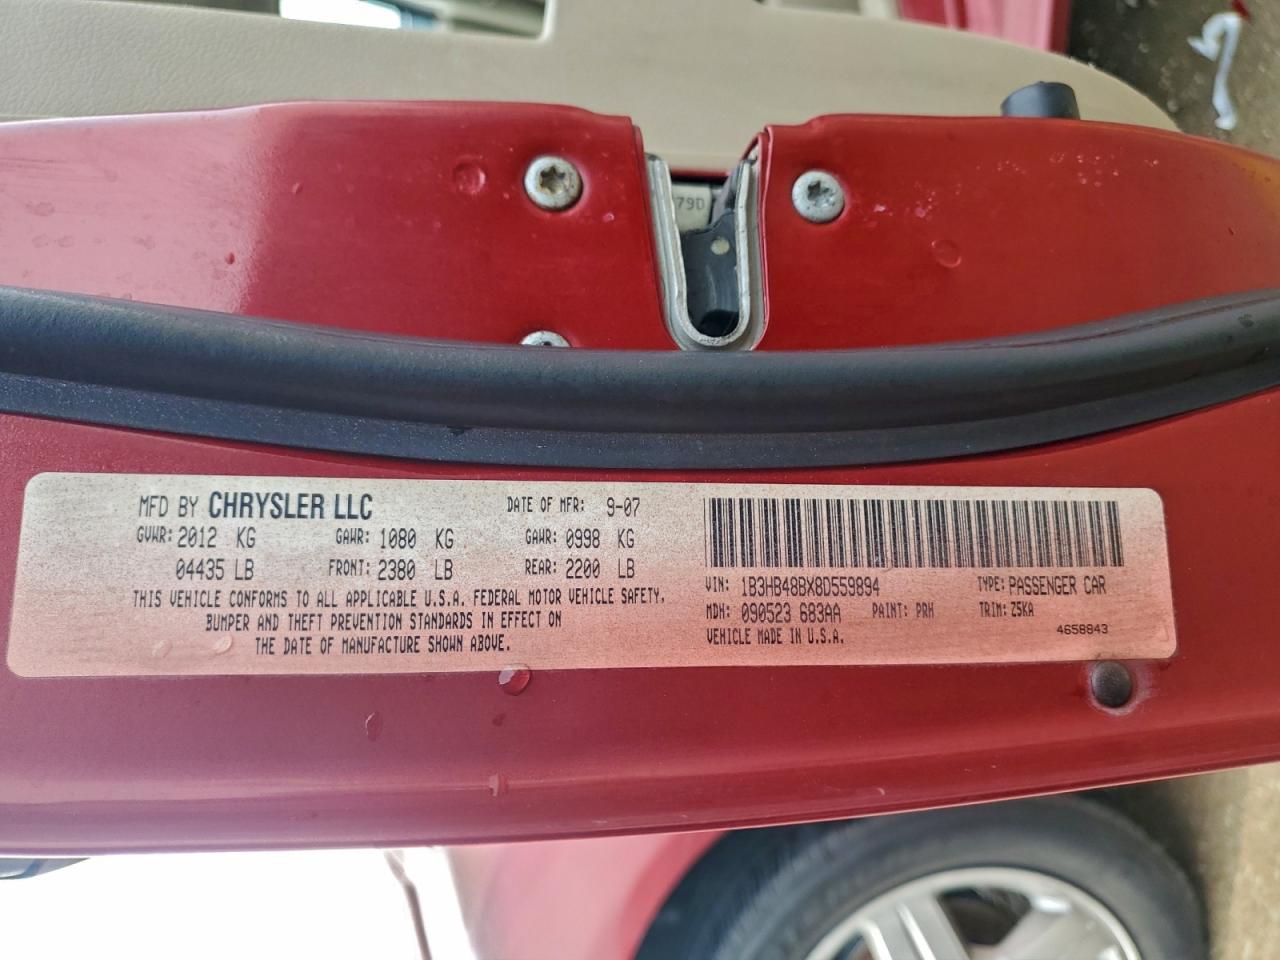 79D
MFD BY CHRYSLER LLC DATE OF MFR: 9-07
GVWR: 2012 KG GAWR: 1080 KG GAWR: 0998 KG
04435 LB FRONT: 2380 LB REAR: 2200 LB
THIS VEHICLE CONFORMS TO ALL APPLICABLE U.S.A. FEDERAL MOTOR VEHICLE SAFETY,
BUMPER AND THEFT PREVENTION STANDARDS IN EFFECT ON
THE DATE OF MANUFACTURE SHOWN ABOVE.
VIN: 1B3HB48BX8D559894 TYPE: PASSENGER CAR
MDH: 090523 683AA PAINT: PRH TRIM: Z5KA
VEHICLE MADE IN U.S.A. 4658843